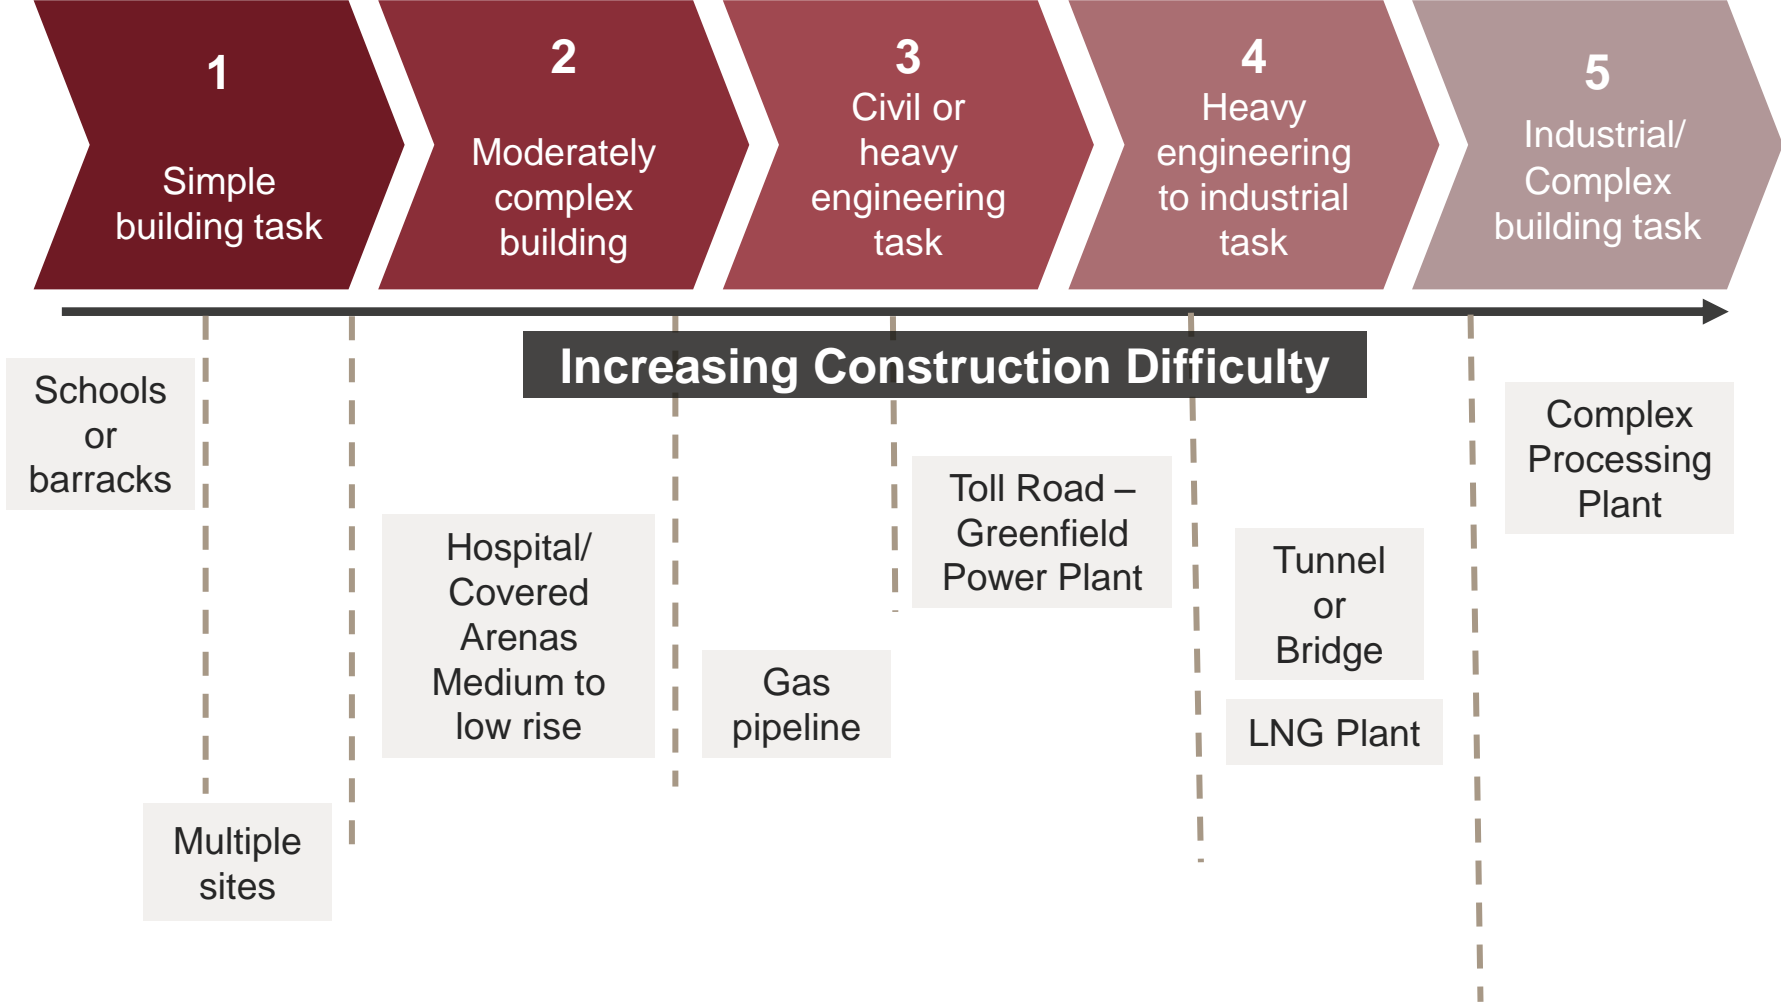 1
Simple
building task
2
Moderately
complex
building
3
Civil or
heavy
engineering
task
4
Heavy
engineering
to industrial
task
5
Industrial/
Complex
building task
Increasing Construction Difficulty
Schools
or
barracks
Multiple
sites
Hospital/
Covered
Arenas
Medium to
low rise
Gas
pipeline
Toll Road –
Greenfield
Power Plant
Tunnel
or
Bridge
LNG Plant
Complex
Processing
Plant